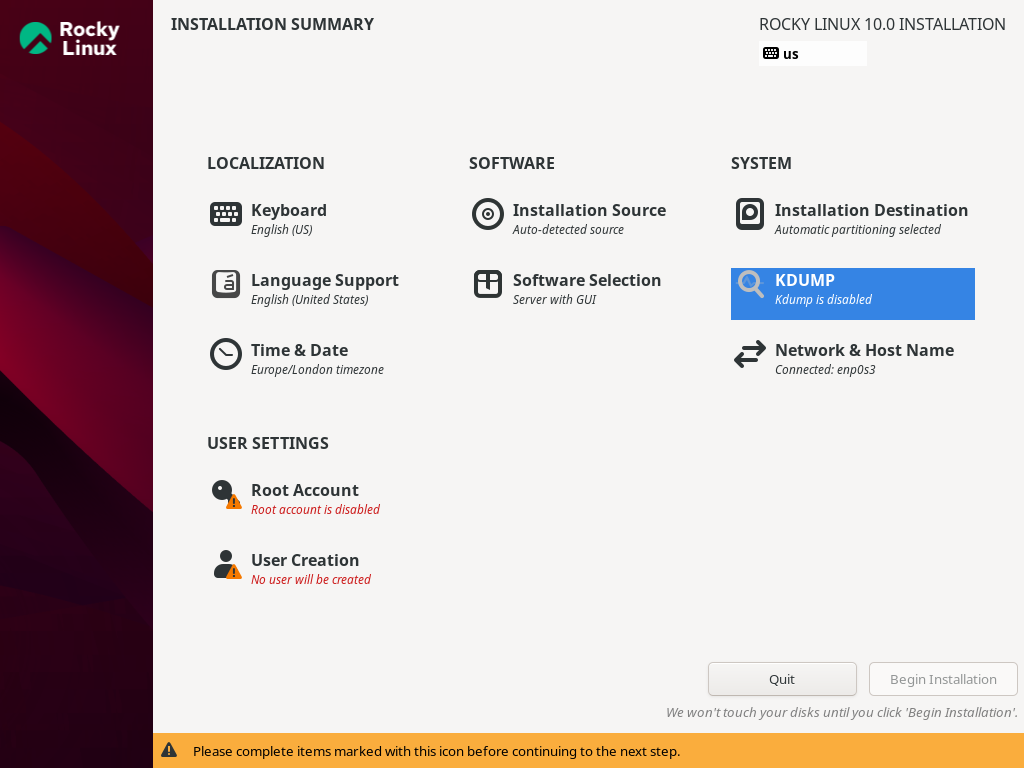 Rocky
Linux
INSTALLATION SUMMARY
ROCKY LINUX 10.0 INSTALLATION
us
LOCALIZATION
Keyboard
English (US)
Language Support
English (United States)
Time & Date
Europe/London timezone
SOFTWARE
Installation Source
Auto-detected source
Software Selection
Server with GUI
SYSTEM
Installation Destination
Automatic partitioning selected
KDUMP
Kdump is disabled
Network & Host Name
Connected: enp0s3
USER SETTINGS
Root Account
Root account is disabled
User Creation
No user will be created
Quit
Begin Installation
We won't touch your disks until you click 'Begin Installation'.
Please complete items marked with this icon before continuing to the next step.